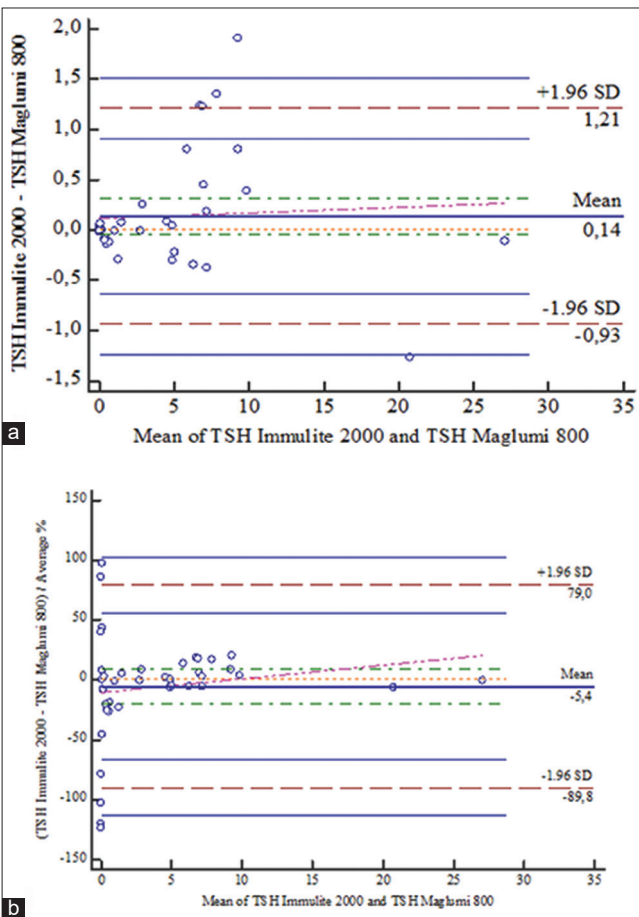 2,0
1,5
+1.96 SD
1,21
1,0
0,5
Mean
0,14
0,0
-0,5
-1.96 SD
-0,93
-1,0
-1,5
0 5 10 15 20 25 30 35
TSH Immulite 2000 - TSH Maglumi 800
Mean of TSH Immulite 2000 and TSH Maglumi 800
a
150
100
+1.96 SD
79,0
50
0
Mean
-5,4
-50
-1.96 SD
-89,8
-100
-150
0 5 10 15 20 25 30 35
(TSH Immulite 2000 - TSH Maglumi 800) / Average %
Mean of TSH Immulite 2000 and TSH Maglumi 800
b